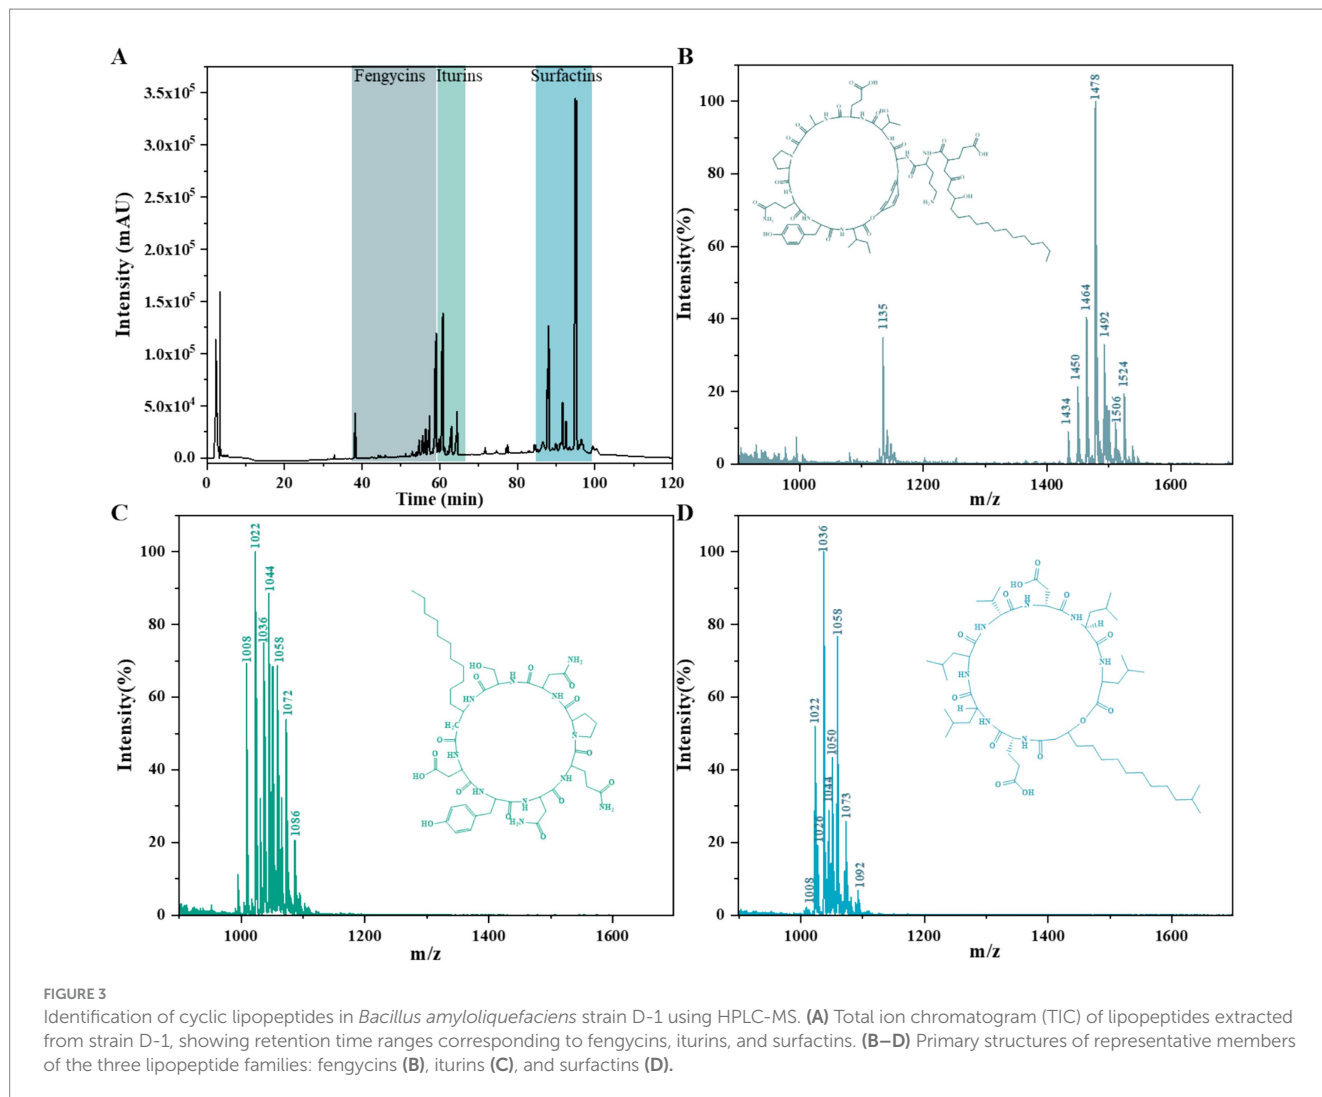 A
Fengycins Iturins Surfactins
3.5x10⁵
3.0x10⁵
2.5x10⁵
2.0x10⁵
1.5x10⁵
1.0x10⁵
5.0x10⁴
0.0
Intensity (mAU)
0 20 40 60 80 100 120
Time (min)
B
100
80
60
40
20
0
Intensity(%)
1135
1434
1450
1464
1478
1492
1506
1524
1000 1200 1400 1600
m/z
C
100
80
60
40
20
0
Intensity(%)
1008
1022
1036
1044
1058
1072
1086
1000 1200 1400 1600
m/z
D
100
80
60
40
20
0
Intensity(%)
1008
1022
1026
1036
1044
1050
1058
1073
1092
1000 1200 1400 1600
m/z
FIGURE 3
Identification of cyclic lipopeptides in Bacillus amyloliquefaciens strain D-1 using HPLC-MS. (A) Total ion chromatogram (TIC) of lipopeptides extracted
from strain D-1, showing retention time ranges corresponding to fengycins, iturins, and surfactins. (B–D) Primary structures of representative members
of the three lipopeptide families: fengycins (B), iturins (C), and surfactins (D).